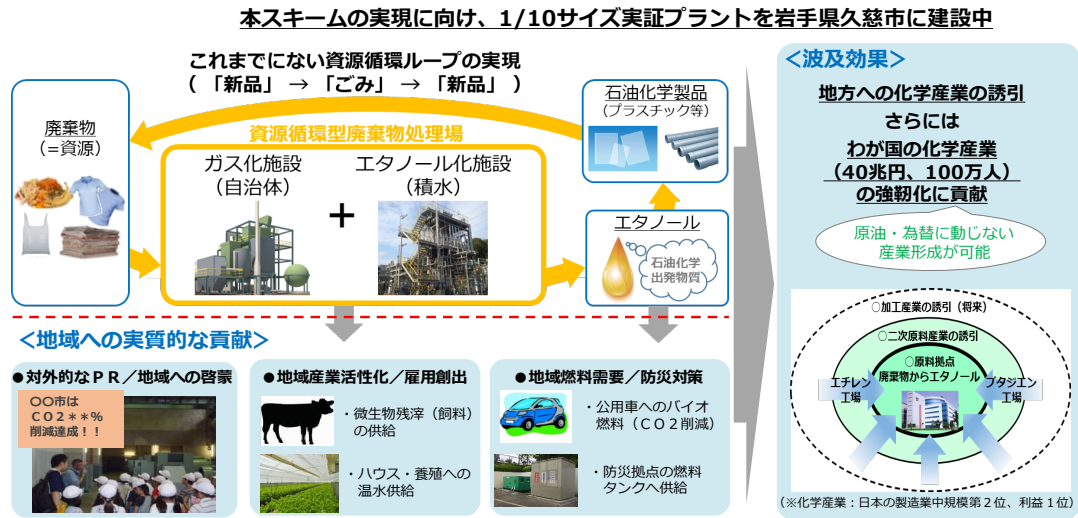 本スキームの実現に向け、1/10サイズ実証プラントを岩手県久慈市に建設中
これまでにない資源循環ループの実現
（ 「新品」 → 「ごみ」 → 「新品」 ）
廃棄物
(＝資源)
資源循環型廃棄物処理場
ガス化施設
（自治体）
＋
エタノール化施設
（積水）
石油化学製品
（プラスチック等）
エタノール
石油化学
出発物質
＜地域への実質的な貢献＞
●対外的なＰＲ／地域への啓蒙
〇〇市は
ＣＯ２＊＊％
削減達成！！
●地域産業活性化／雇用創出
・微生物残滓（飼料）
の供給
・ハウス・養殖への
温水供給
●地域燃料需要／防災対策
・公用車へのバイオ
燃料（ＣＯ２削減）
・防災拠点の燃料
タンクへ供給
＜波及効果＞
地方への化学産業の誘引
さらには
わが国の化学産業
（40兆円、100万人）
の強靭化に貢献
原油・為替に動じない
産業形成が可能
○加工産業の誘引（将来）
○二次原料産業の誘引
○原料拠点
廃棄物からエタノール
エチレン
工場
ブタジエン
工場
（※化学産業：日本の製造業中規模第２位、利益１位）